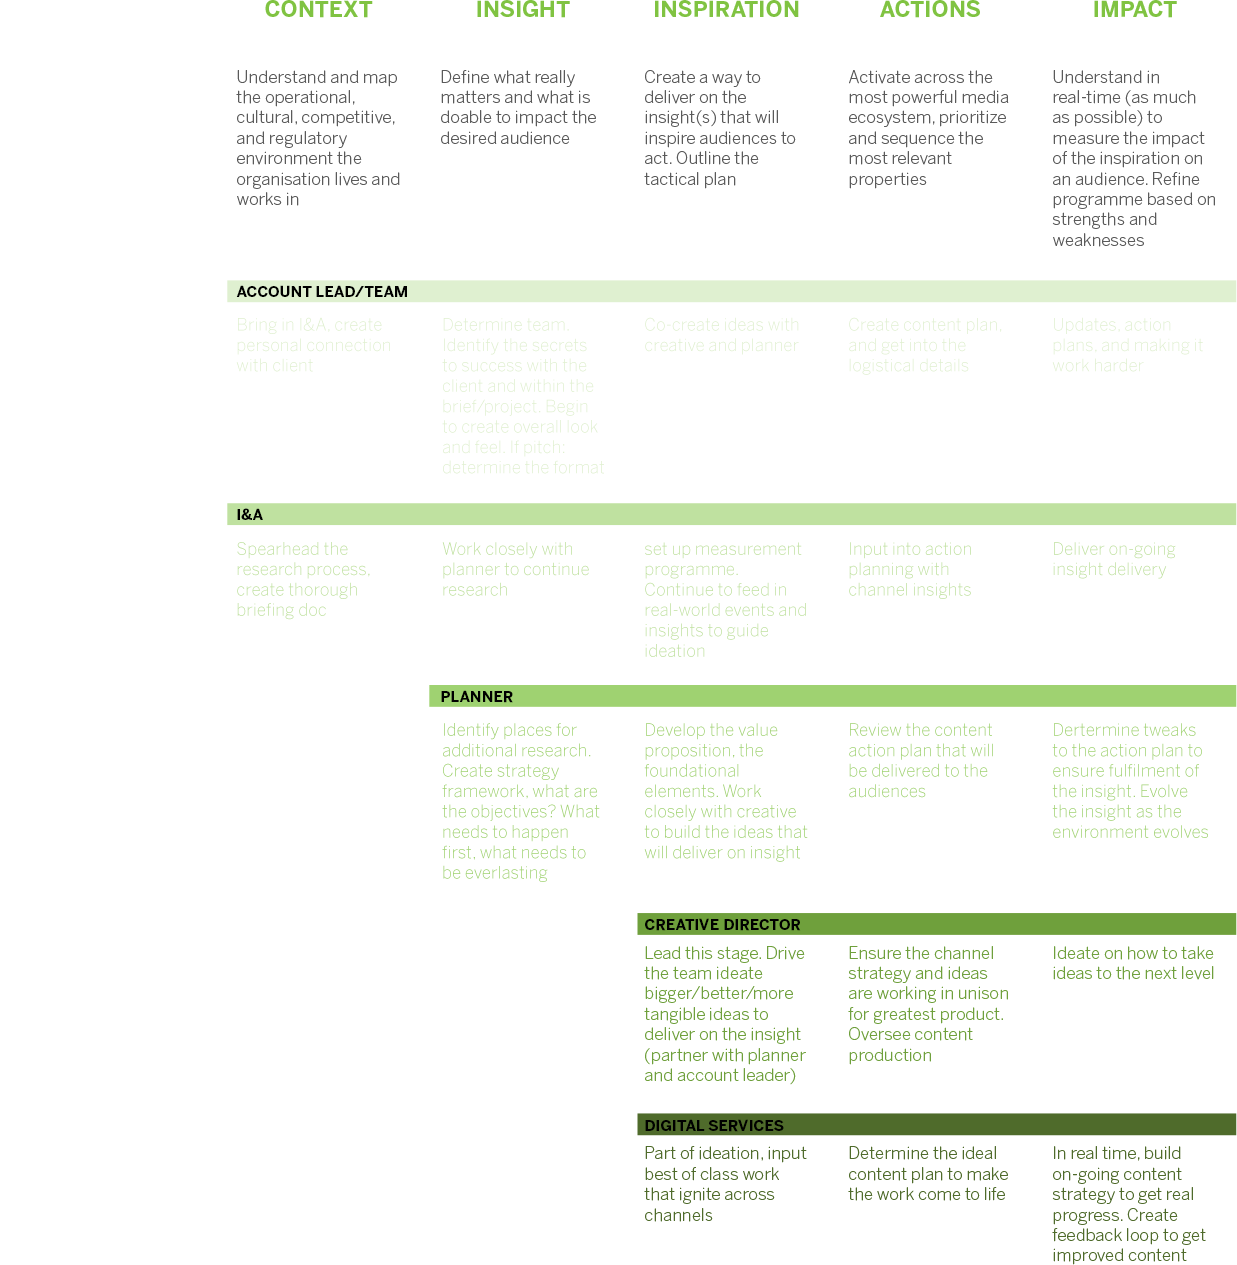 CONTEXT
INSIGHT
INSPIRATION
ACTIONS
IMPACT
Understand and map
the operational,
cultural, competitive,
and regulatory
environment the
organisation lives and
works in
Define what really
matters and what is
doable to impact the
desired audience
Create a way to
deliver on the
insight(s) that will
inspire audiences to
act. Outline the
tactical plan
Activate across the
most powerful media
ecosystem, prioritize
and sequence the
most relevant
properties
Understand in
real-time (as much
as possible) to
measure the impact
of the inspiration on
an audience. Refine
programme based on
strengths and
weaknesses
ACCOUNT LEAD/TEAM
Bring in I&A, create
personal connection
with client
Determine team.
Identify the secrets
to success with the
client and within the
brief/project. Begin
to create overall look
and feel. If pitch:
determine the format
Co-create ideas with
creative and planner
Create content plan,
and get into the
logistical details
Updates, action
plans, and making it
work harder
I&A
Spearhead the
research process,
create thorough
briefing doc
Work closely with
planner to continue
research
set up measurement
programme.
Continue to feed in
real-world events and
insights to guide
ideation
Input into action
planning with
channel insights
Deliver on-going
insight delivery
PLANNER
Identify places for
additional research.
Create strategy
framework, what are
the objectives? What
needs to happen
first, what needs to
be everlasting
Develop the value
proposition, the
foundational
elements. Work
closely with creative
to build the ideas that
will deliver on insight
Review the content
action plan that will
be delivered to the
audiences
Dertermine tweaks
to the action plan to
ensure fulfilment of
the insight. Evolve
the insight as the
environment evolves
CREATIVE DIRECTOR
Lead this stage. Drive
the team ideate
bigger/better/more
tangible ideas to
deliver on the insight
(partner with planner
and account leader)
Ensure the channel
strategy and ideas
are working in unison
for greatest product.
Oversee content
production
Ideate on how to take
ideas to the next level
DIGITAL SERVICES
Part of ideation, input
best of class work
that ignite across
channels
Determine the ideal
content plan to make
the work come to life
In real time, build
on-going content
strategy to get real
progress. Create
feedback loop to get
improved content